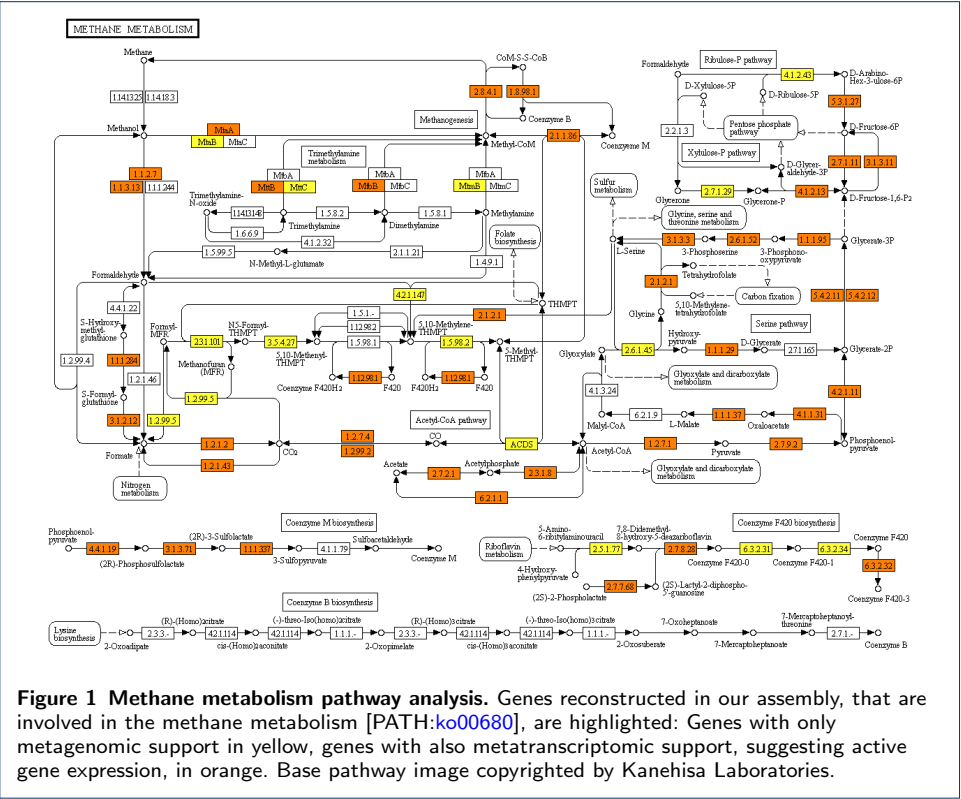 METHANE METABOLISM
Methane
CoM-S-S-CoB
Ribulose-P pathway
Formaldehyde
4.1.2.43
D-Arabino-
Hex-3-ulose-6P
D-Xylulose-5P
D-Ribulose-5P
1.14.13.25
1.14.18.3
2.8.4.1
1.8.98.1
5.3.1.27
Methanogenesis
Coenzyme B
Pentose phosphate
pathway
D-Fructose-6P
2.2.1.3
Methanol
MtaA
MtaB
MtaC
Methyl-CoM
2.1.1.86
Coenzyme M
Xylulose-P pathway
Trimethylamine
metabolism
D-Glycer-
aldehyde-3P
2.7.1.11
3.1.3.11
1.1.2.7
1.1.3.13
1.1.1.244
MtbA
MttB
MttC
MtbA
MtbB
MtbC
MtbA
MtmB
MtmC
Sulfur
metabolism
Glycerone
2.7.1.29
Glycerone-P
4.1.2.13
D-Fructose-1,6-P2
Trimethylamine-
N-oxide
1.14.13.148
1.6.6.9
Trimethylamine
1.5.8.2
Dimethylamine
1.5.8.1
Methylamine
4.1.2.32
Glycine, serine and
threonine metabolism
Folate
biosynthesis
L-Serine
3.1.3.3
3-Phosphoserine
2.6.1.52
3-Phosphono-
oxypyruvate
1.1.1.95
Glycerate-3P
1.5.99.5
N-Methyl-L-glutamate
2.1.1.21
1.4.9.1
Formaldehyde
Tetrahydrofolate
2.1.2.1
Carbon fixation
5,10-Methylene-
tetrahydrofolate
5.4.2.11
5.4.2.12
4.2.1.147
THMPT
2.1.2.1
4.4.1.22
S-Hydroxy-
methyl-
glutathione
Formyl-
MFR
2.3.1.101
N5-Formyl-
THMPT
3.5.4.27
5,10-Methenyl-
THMPT
1.5.1.-
1.12.98.2
1.5.98.1
5,10-Methylene-
THMPT
1.5.98.2
5-Methyl-
THMPT
Glycine
Serine pathway
Hydroxy-
pyruvate
D-Glycerate
Glyoxylate
2.6.1.45
1.1.1.29
2.7.1.165
Glycerate-2P
Methanofuran
(MFR)
1.2.99.4
1.1.1.284
1.2.1.46
1.12.98.1
Coenzyme F420H2
F420
1.12.98.1
F420H2
F420
Glyoxylate and dicarboxylate
metabolism
4.1.3.24
4.2.1.11
S-Formyl-
glutathione
1.2.99.5
3.1.2.12
1.2.99.5
Malyl-CoA
6.2.1.9
L-Malate
1.1.1.37
Oxaloacetate
4.1.1.31
Acetyl-CoA pathway
Formate
1.2.1.2
1.2.1.43
CO2
1.2.7.4
1.2.99.2
CO
ACDS
Acetyl-CoA
1.2.7.1
Pyruvate
2.7.9.2
Phosphoenol-
pyruvate
Acetate
2.7.2.1
Acetylphosphate
2.3.1.8
6.2.1.1
Glyoxylate and dicarboxylate
metabolism
Nitrogen
metabolism
Coenzyme M biosynthesis
Phosphoenol-
pyruvate
4.4.1.19
(2R)-Phosphosulfolactate
3.1.3.71
(2R)-3-Sulfolactate
1.1.1.337
3-Sulfopyruvate
4.1.1.79
Sulfoacetaldehyde
Coenzyme M
Coenzyme F420 biosynthesis
5-Amino-
6-ribitylaminouracil
7,8-Didemethyl-
8-hydroxy-5-deazariboflavin
Riboflavin
metabolism
2.5.1.77
2.7.8.28
6.3.2.31
6.3.2.34
Coenzyme F420
4-Hydroxy-
phenylpyruvate
Coenzyme F420-0
Coenzyme F420-1
6.3.2.32
2.7.7.68
(2S)-2-Phospholactate
(2S)-Lactyl-2-diphospho-
5'-guanosine
Coenzyme F420-3
Coenzyme B biosynthesis
Lysine
biosynthesis
2-Oxoadipate
2.3.3.-
(R)-(Homo)2citrate
4.2.1.114
cis-(Homo)2aconitate
4.2.1.114
(-)-threo-Iso(homo)2citrate
1.1.1.-
2-Oxopimelate
2.3.3.-
(R)-(Homo)3citrate
4.2.1.114
cis-(Homo)3aconitate
4.2.1.114
(-)-threo-Iso(homo)3citrate
1.1.1.-
2-Oxosuberate
7-Oxoheptanoate
7-Mercaptoheptanoate
7-Mercaptoheptanoyl-
threonine
2.7.1.-
Coenzyme B
Figure 1 Methane metabolism pathway analysis. Genes reconstructed in our assembly, that are
involved in the methane metabolism [PATH:ko00680], are highlighted: Genes with only
metagenomic support in yellow, genes with also metatranscriptomic support, suggesting active
gene expression, in orange. Base pathway image copyrighted by Kanehisa Laboratories.